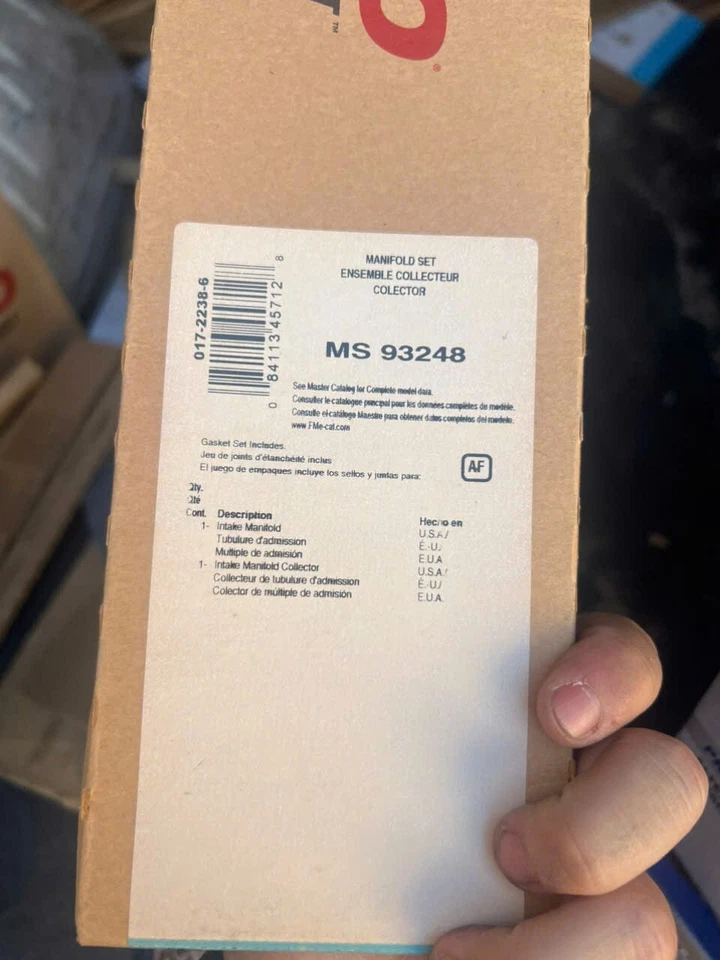 O®
™
017-2238-6
0 84113 45712 8
MANIFOLD SET
ENSEMBLE COLLECTEUR
COLECTOR
MS 93248
See Master Catalog for Complete model data.
Consulter le catalogue principal pour les données complètes de modèle.
Consulte el catálogo Maestro para obtener datos completos del modelo.
www.FMe-cat.com
Gasket Set Includes.
Jeu de joints d'étanchéité inclus
El juego de empaques incluye los sellos y juntas para:
AF
Qty.
Qté
Cont. Description Hecho en
1- Intake Manifold U.S.A./
Tubulure d'admission É.-U./
Multiple de admisión E.U.A.
1- Intake Manifold Collector U.S.A./
Collecteur de tubulure d'admission É.-U./
Colector de múltiple de admisión E.U.A.